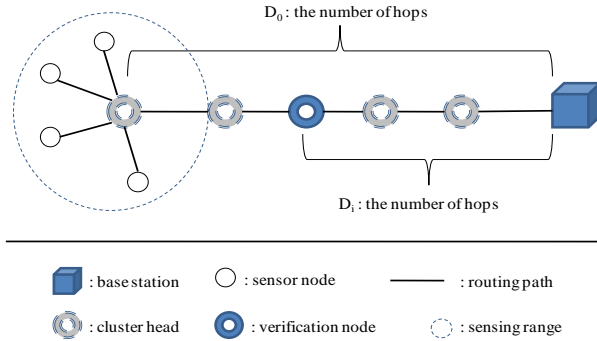 D₀ : the number of hops
Dᵢ : the number of hops
: base station
: sensor node
: routing path
: cluster head
: verification node
: sensing range